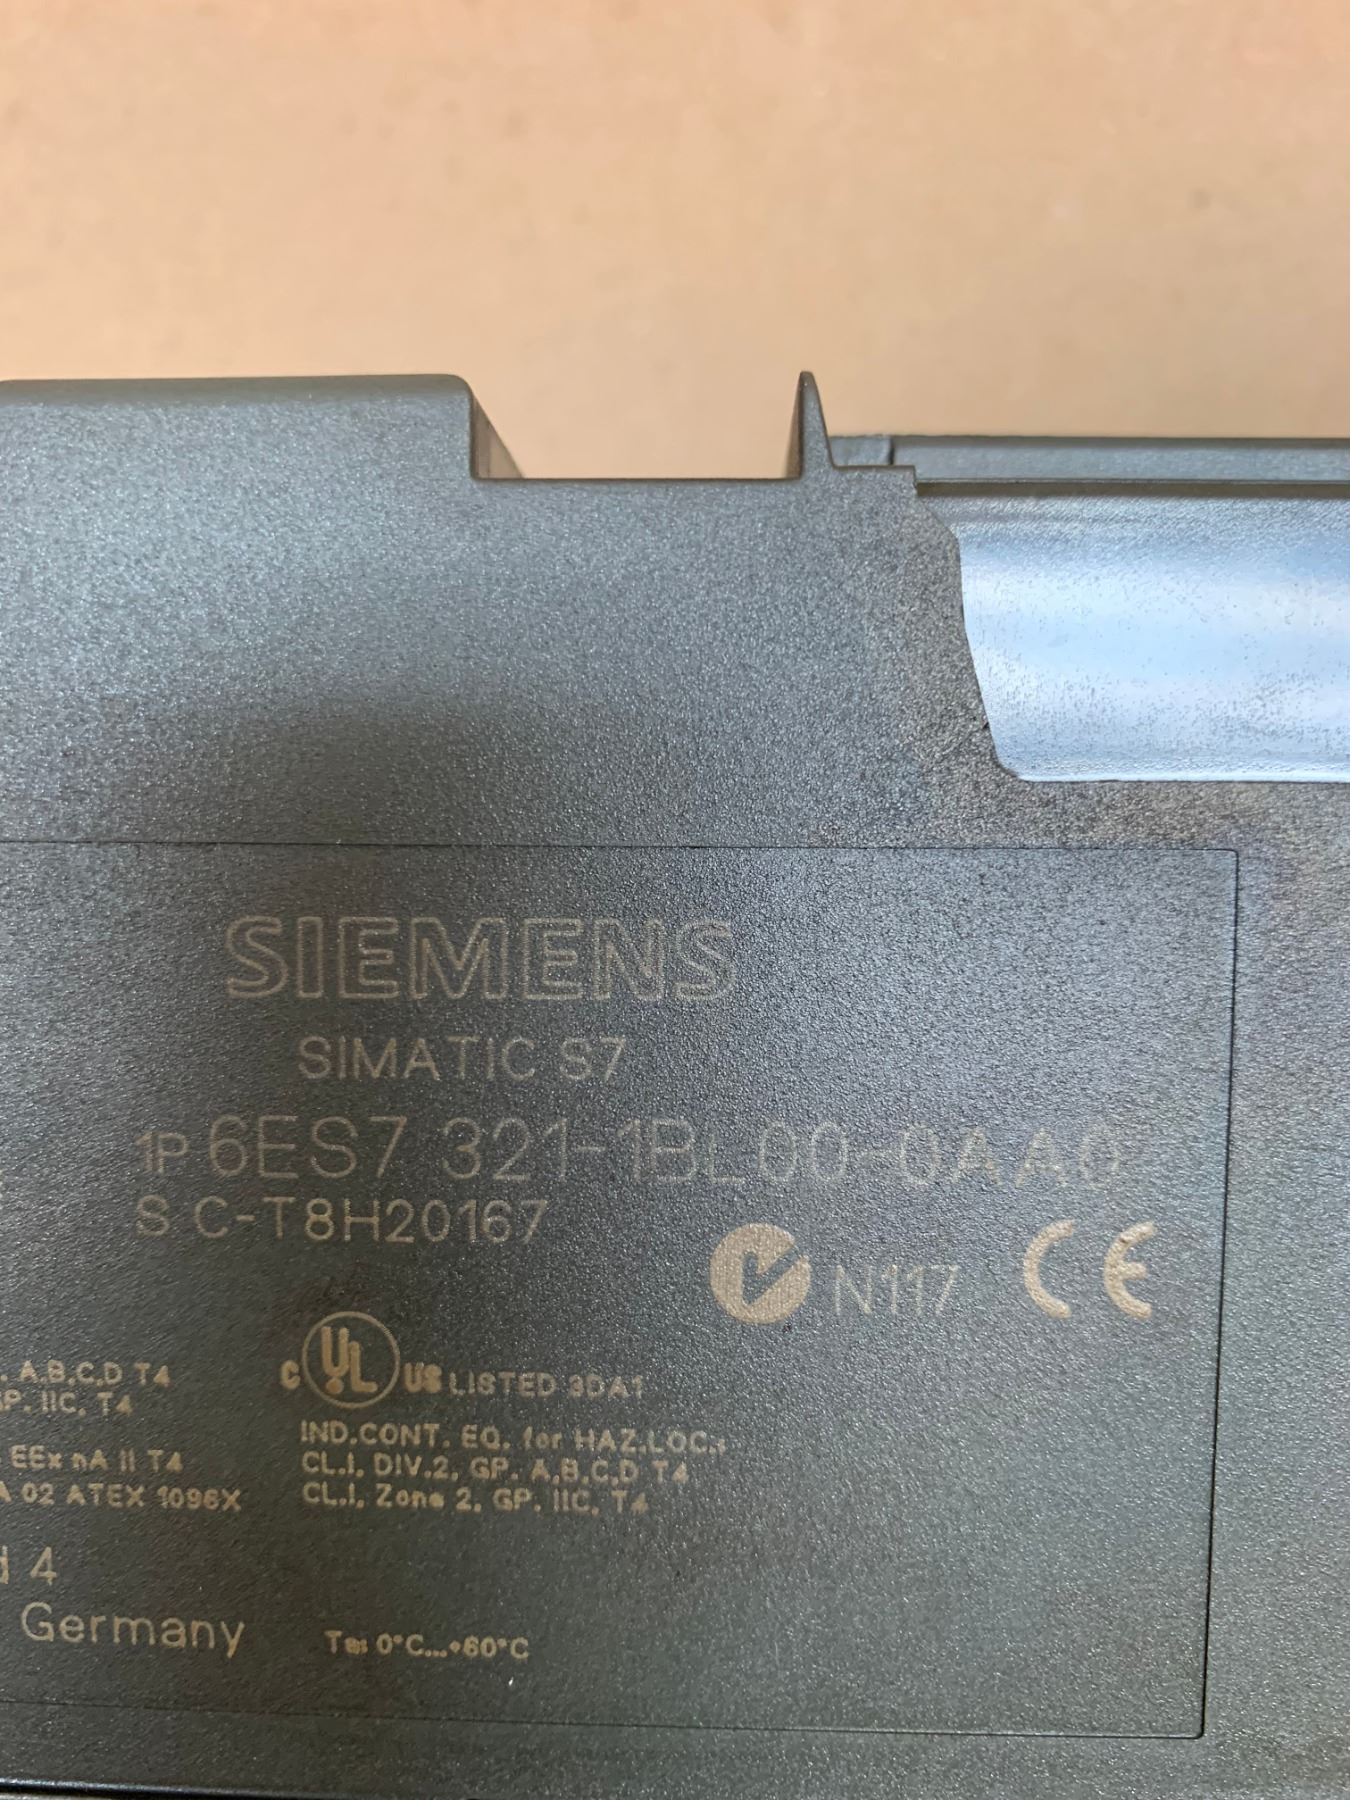 SIEMENS
SIMATIC S7
1P 6ES7 321-1BL00-0AA0
S C-T8H20167
N117 CE
C UL US LISTED 3DA1
IND.CONT. EQ. for HAZ.LOC.:
CL.I, DIV.2, GP. A,B,C,D T4
CL.I, Zone 2, GP. IIC, T4
. A,B,C,D T4
GP. IIC, T4
EEx nA II T4
02 ATEX 1096X
4
Germany
Ta: 0°C...+60°C